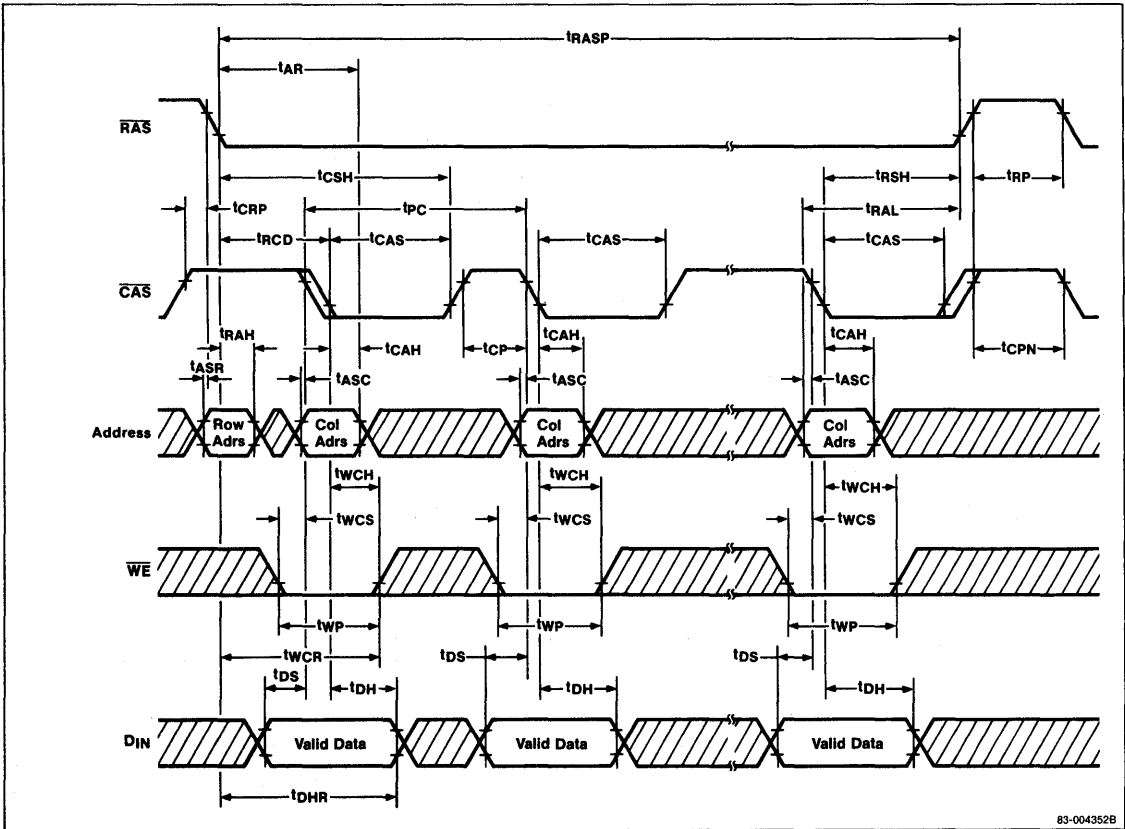 tRASP
tAR
RAS
tCSH
tRSH
tRP
tCRP
tPC
tRAL
tRCD
tCAS
tCAS
tCAS
CAS
tRAH
tCAH
tCP
tCAH
tCAH
tCPN
tASR
tASC
tASC
tASC
Address
Row Adrs
Col Adrs
Col Adrs
Col Adrs
tWCH
tWCH
tWCH
tWCS
tWCS
tWCS
WE
tWP
tWP
tWP
tWCR
tDS
tDS
tDS
tDH
tDH
tDH
DIN
Valid Data
Valid Data
Valid Data
tDHR
83-004352B